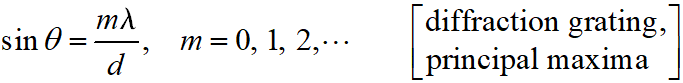 sin θ = mλ/d, m = 0, 1, 2,⋯ [diffraction grating,
principal maxima]